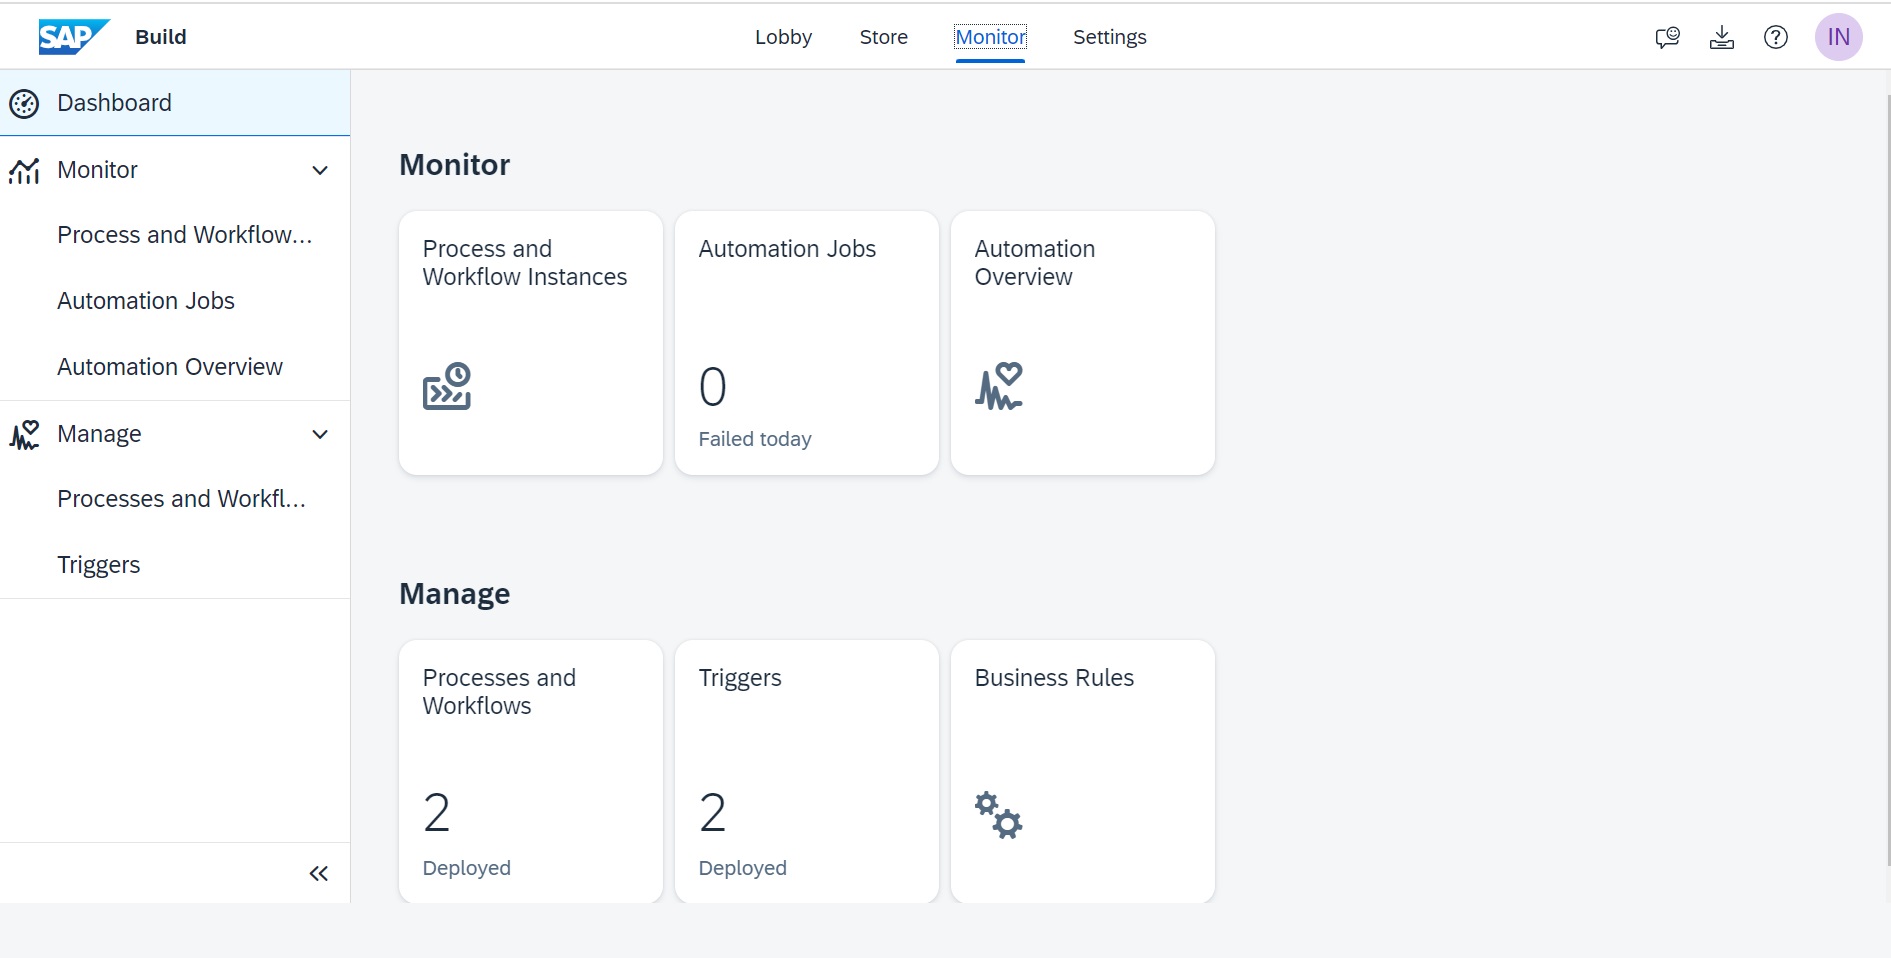 SAP Build
Lobby Store Monitor Settings
IN
Dashboard
Monitor
Process and Workflow...
Automation Jobs
Automation Overview
Manage
Processes and Workfl...
Triggers
Monitor
Process and
Workflow Instances
Automation Jobs
0
Failed today
Automation
Overview
Manage
Processes and
Workflows
2
Deployed
Triggers
2
Deployed
Business Rules